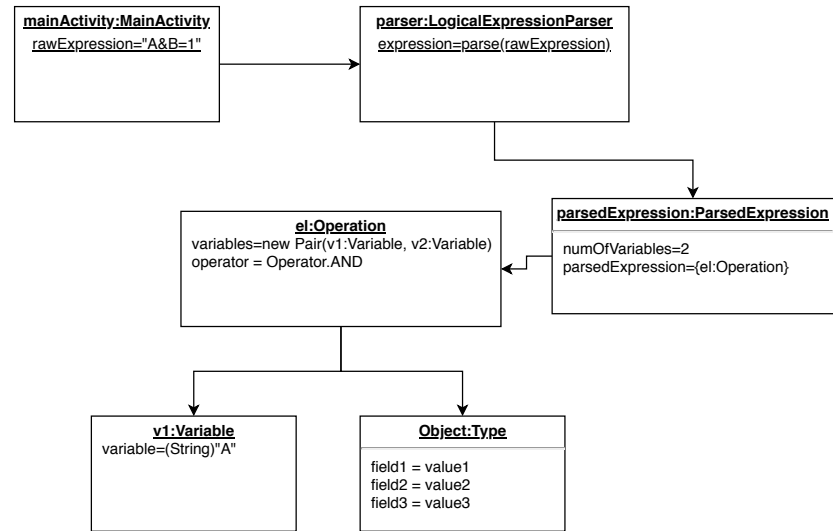 mainActivity:MainActivity
rawExpression="A&B=1"
parser:LogicalExpressionParser
expression=parse(rawExpression)
parsedExpression:ParsedExpression
numOfVariables=2
parsedExpression={el:Operation}
el:Operation
variables=new Pair(v1:Variable, v2:Variable)
operator = Operator.AND
v1:Variable
variable=(String)"A"
Object:Type
field1 = value1
field2 = value2
field3 = value3